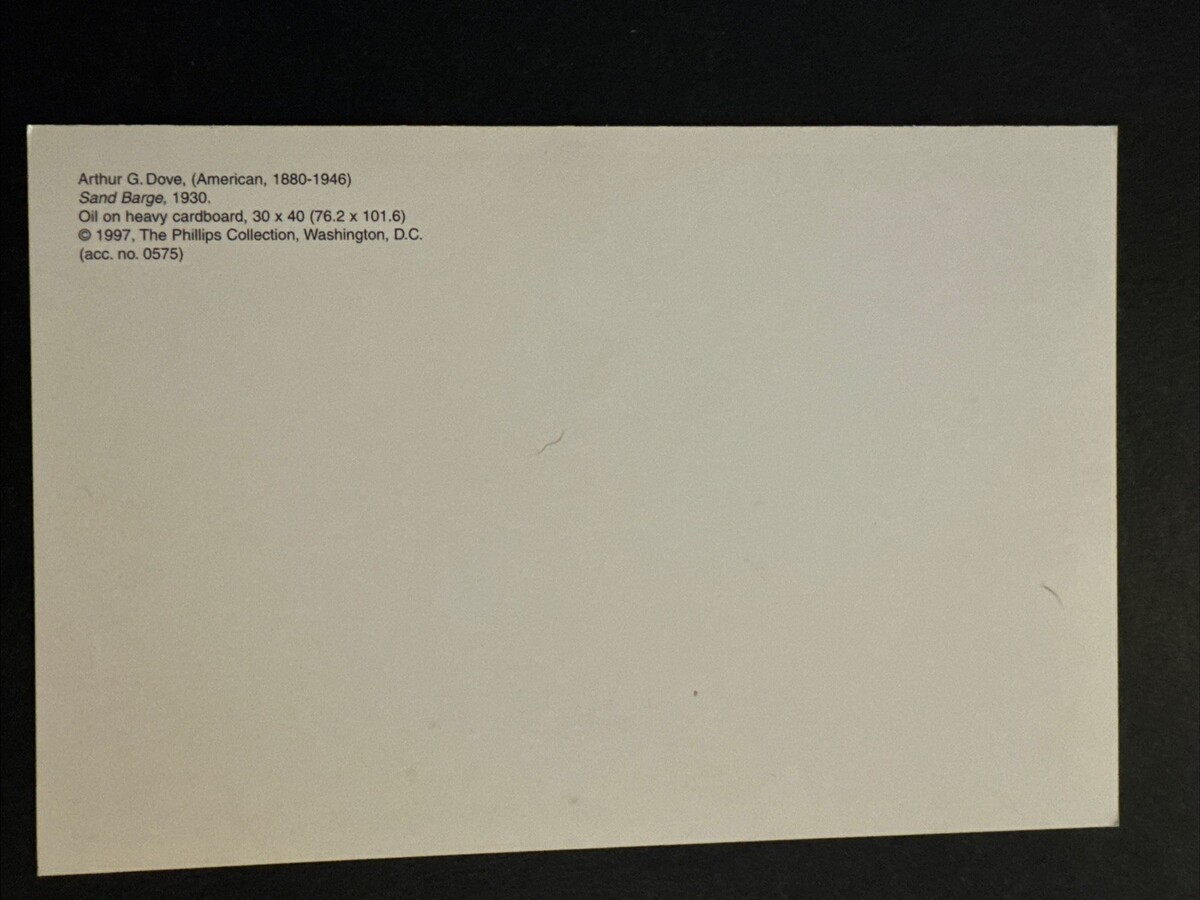 Arthur G. Dove, (American, 1880-1946)
Sand Barge, 1930.
Oil on heavy cardboard, 30 x 40 (76.2 x 101.6)
© 1997, The Phillips Collection, Washington, D.C.
(acc. no. 0575)